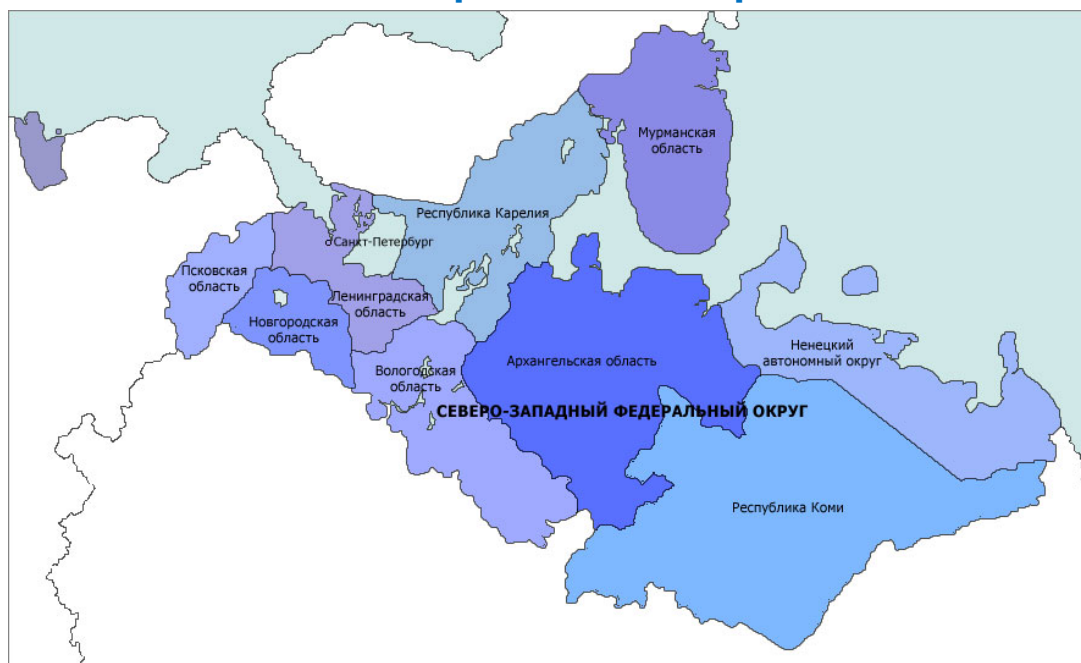 Мурманская
область
Республика Карелия
Санкт-Петербург
Псковская
область
Ленинградская
область
Новгородская
область
Ненецкий
автономный округ
Архангельская область
Вологодская
область
СЕВЕРО-ЗАПАДНЫЙ ФЕДЕРАЛЬНЫЙ ОКРУГ
Республика Коми